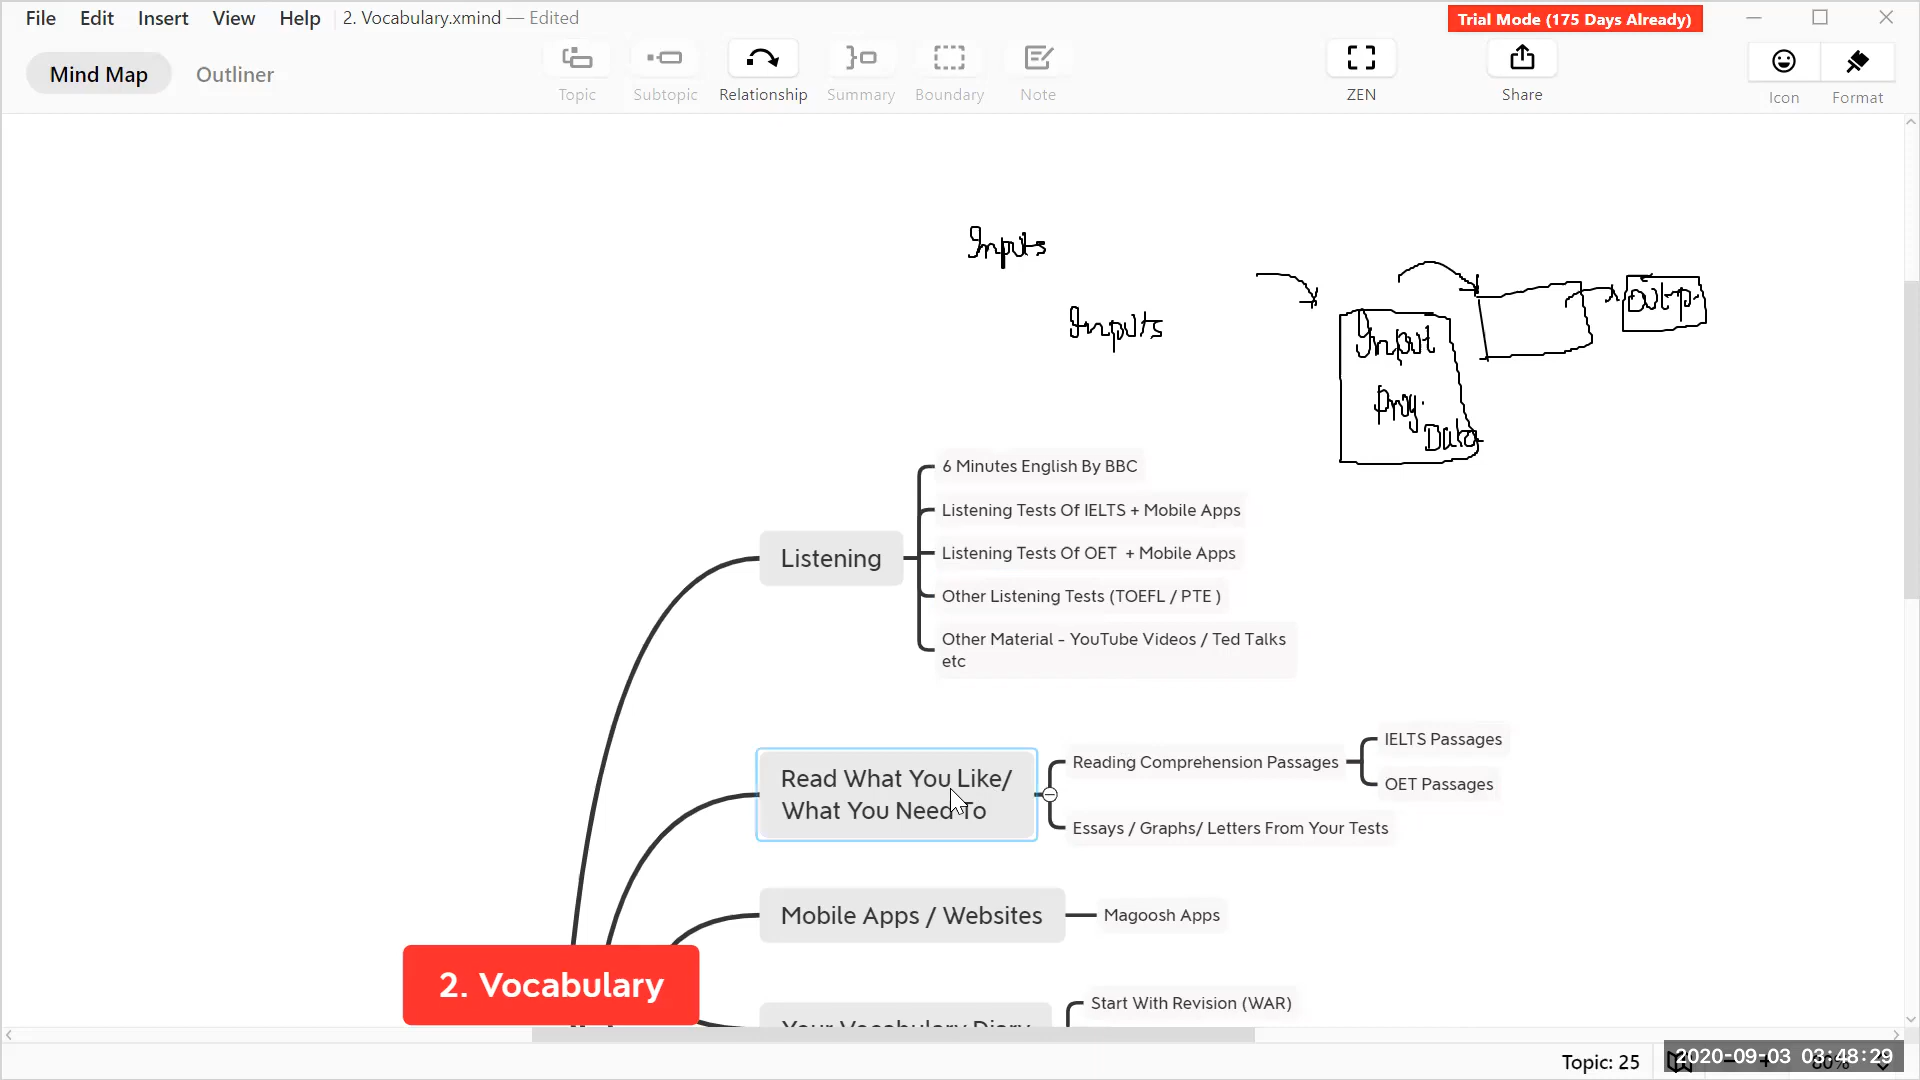 File Edit Insert View Help 2. Vocabulary.xmind — Edited
Trial Mode (175 Days Already)
Mind Map Outliner
Topic Subtopic Relationship Summary Boundary Note ZEN Share Icon Format
Inputs
Inputs
Input
Outp.
Data
6 Minutes English By BBC
Listening Tests Of IELTS + Mobile Apps
Listening
Listening Tests Of OET + Mobile Apps
Other Listening Tests (TOEFL / PTE )
Other Material - YouTube Videos / Ted Talks
etc
Read What You Like/
What You Need To
Reading Comprehension Passages
IELTS Passages
OET Passages
Essays / Graphs/ Letters From Your Tests
Mobile Apps / Websites
Magoosh Apps
2. Vocabulary
Your Vocabulary Diary
Start With Revision (WAR)
Topic: 25
2020-09-03 03:48:29